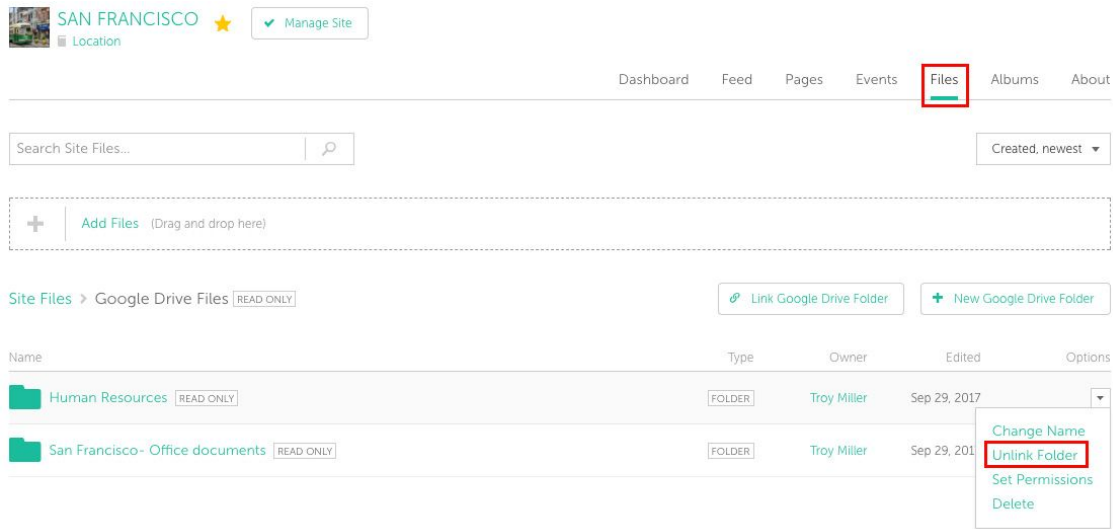 SAN FRANCISCO
Manage Site
Location
Dashboard Feed Pages Events Files Albums About
Search Site Files...
Created, newest
Add Files (Drag and drop here)
Site Files > Google Drive Files READ ONLY
Link Google Drive Folder
New Google Drive Folder
Name Type Owner Edited Options
Human Resources READ ONLY FOLDER Troy Miller Sep 29, 2017
San Francisco- Office documents READ ONLY FOLDER Troy Miller Sep 29, 201
Change Name
Unlink Folder
Set Permissions
Delete